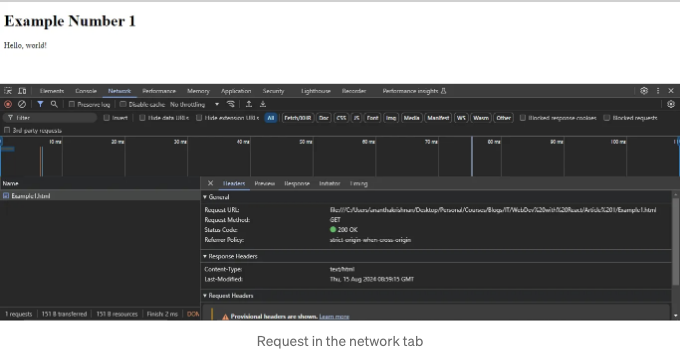 Example Number 1
Hello, world!
Elements Console Network Performance Memory Application Security Lighthouse Recorder Performance insights
Preserve log Disable cache No throttling
Filter Invert Hide data URLs Hide extension URLs All Fetch/XHR Doc CSS JS Font Img Media Manifest WS Wasm Other Blocked response cookies Blocked requests
3rd-party requests
10 ms 20 ms 30 ms 40 ms 50 ms 60 ms 70 ms 80 ms 90 ms 100 ms
Name Headers Preview Response Initiator Timing
Example1.html
General
Request URL: file:///C:/Users/ananthakrishnan/Desktop/Personal/Courses/Blogs/IT/WebDev%20with%20React/Article%201/Example1.html
Request Method: GET
Status Code: 200 OK
Referrer Policy: strict-origin-when-cross-origin
Response Headers
Content-Type: text/html
Last-Modified: Thu, 15 Aug 2024 08:59:15 GMT
Request Headers
Provisional headers are shown. Learn more
1 requests 151 B transferred 151 B resources Finish: 2 ms DON
Request in the network tab